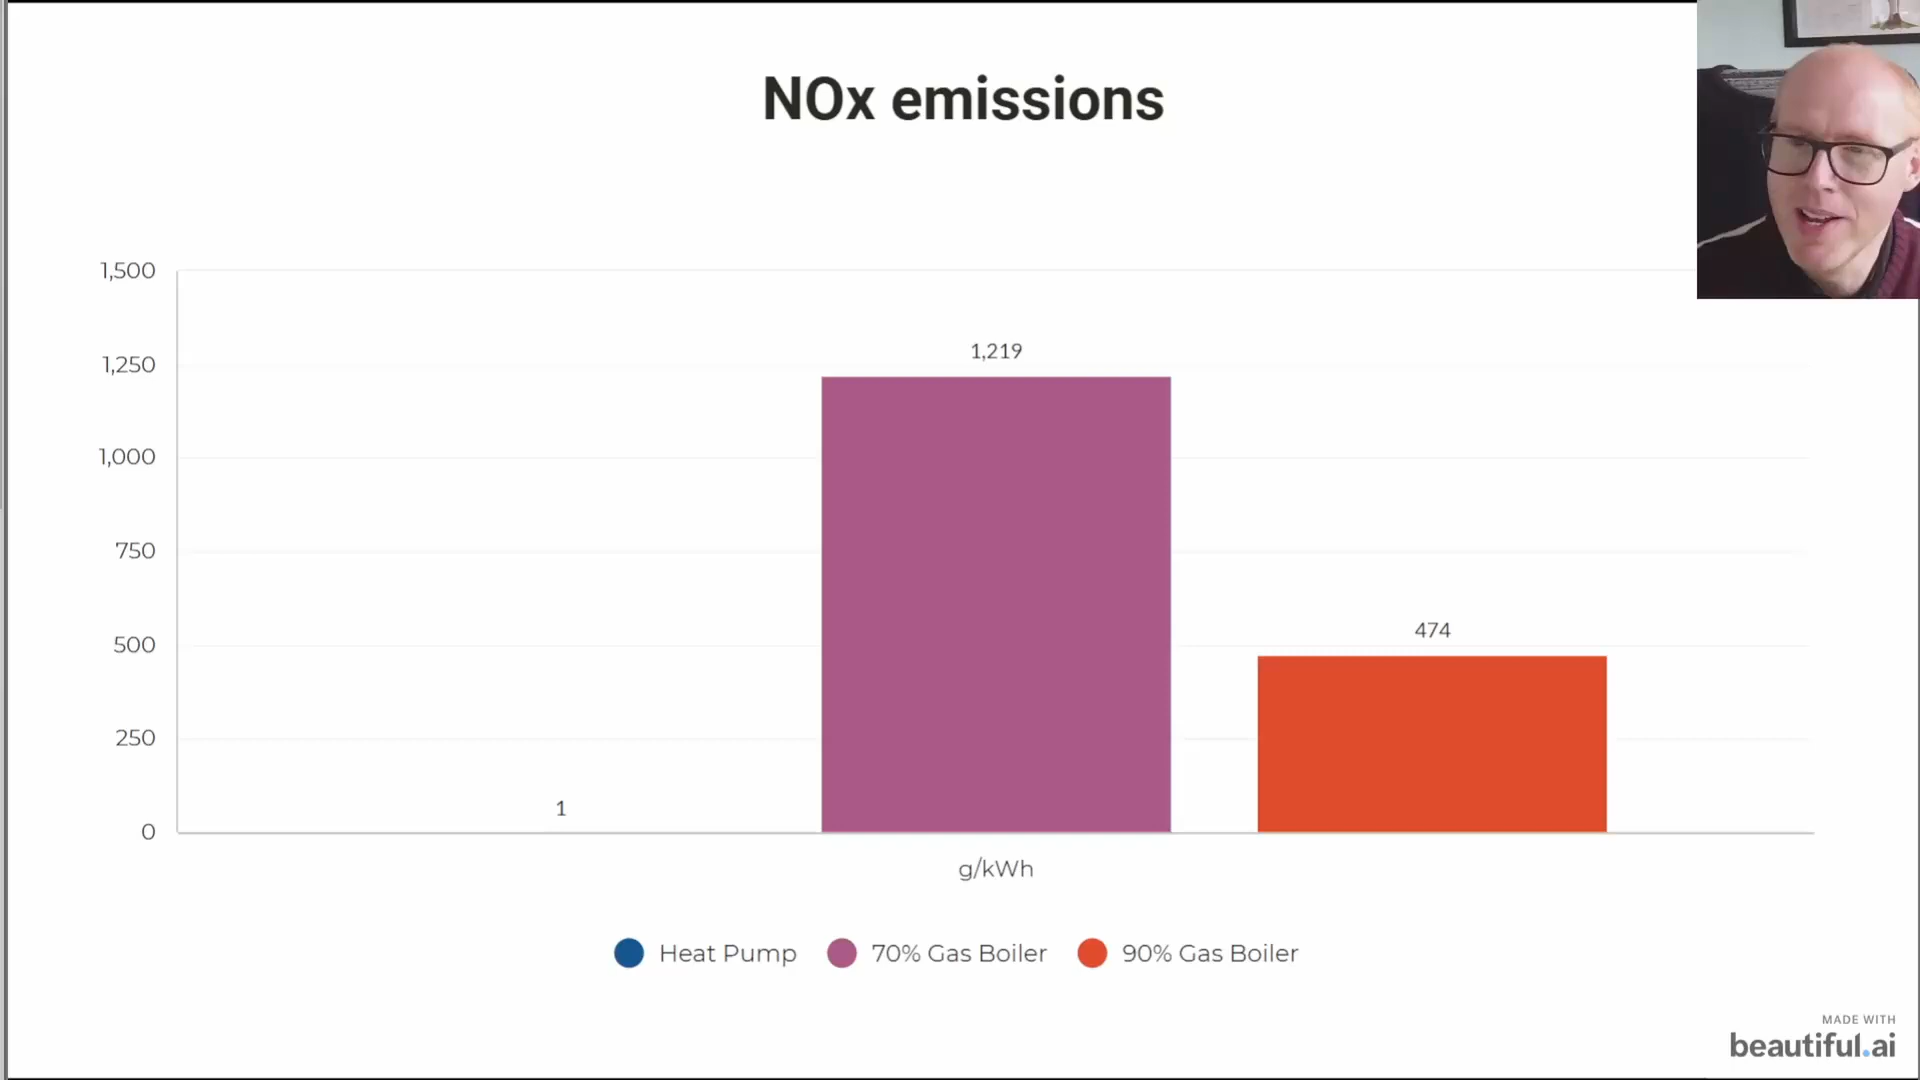 NOx emissions
1,500
1,250
1,000
750
500
250
0
1
1,219
474
g/kWh
Heat Pump 70% Gas Boiler 90% Gas Boiler
MADE WITH
beautiful.ai